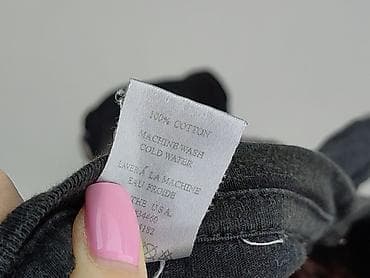 100% COTTON
MACHINE WASH
COLD WATER
LAVER À LA MACHINE
EAU FROIDE
THE U.S.A.